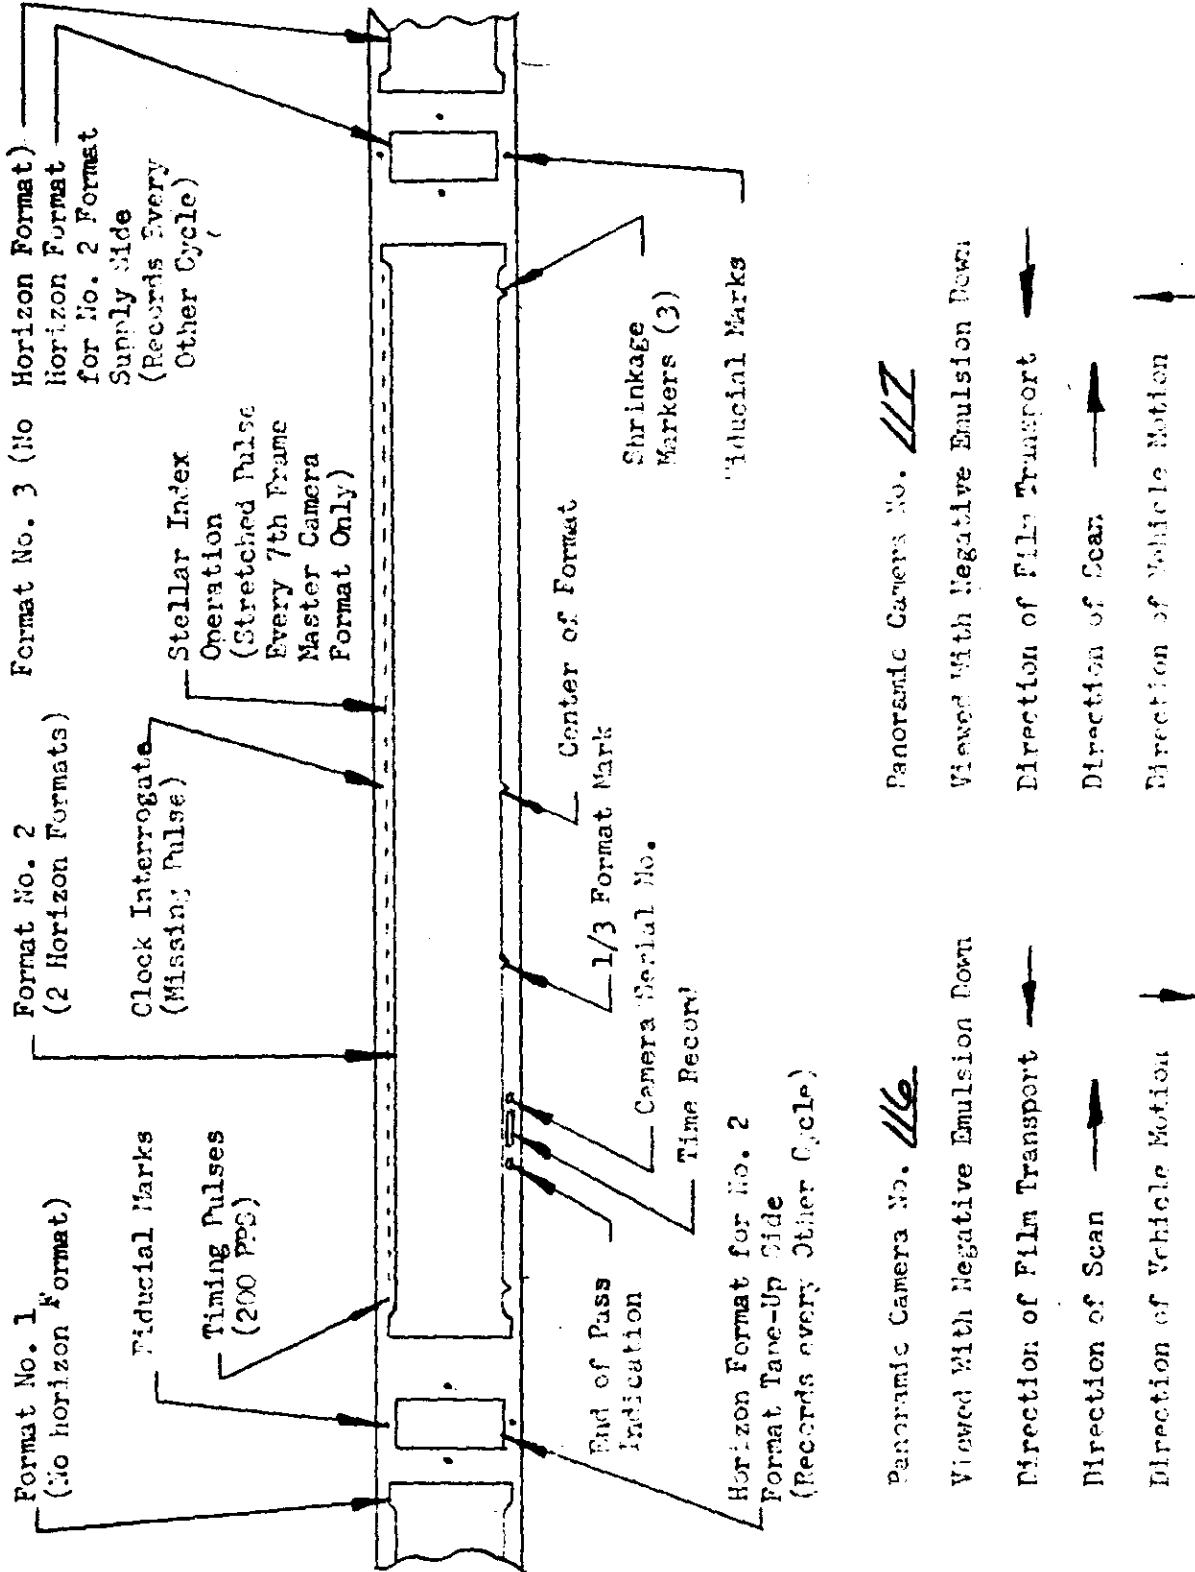 Format No. 1
(No horizon Format)
Format No. 2
(2 Horizon Formats)
Format No. 3 (No Horizon Format)
Horizon Format
for No. 2 Format
Supply Side
(Records Every
Other Cycle)
Fiducial Marks
Timing Pulses
(200 PPS)
Clock Interrogate
(Missing Pulse)
Stellar Index
Operation
(Stretched Pulse
Every 7th Frame
Master Camera
Format Only)
End of Pass
Indication
Horizon Format for No. 2
Format Tape-Up Side
(Records every Other Cycle)
Time Record
Camera Serial No.
1/3 Format Mark
Center of Format
Shrinkage
Markers (3)
Fiducial Marks
Panoramic Camera No. 116
Viewed With Negative Emulsion Down
Direction of Film Transport
Direction of Scan
Direction of Vehicle Motion
Panoramic Camera No. 117
Viewed With Negative Emulsion Down
Direction of Film Transport
Direction of Scan
Direction of Vehicle Motion